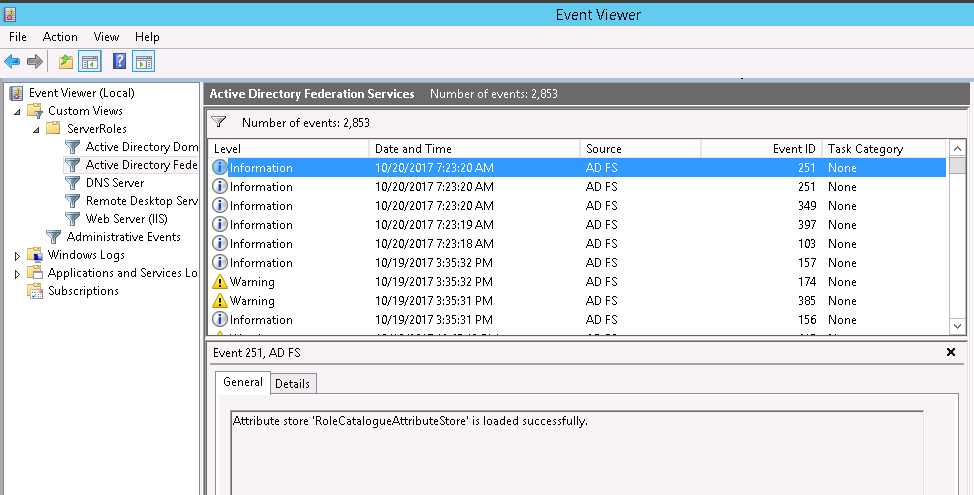 Event Viewer
File Action View Help
Event Viewer (Local)
Custom Views
ServerRoles
Active Directory Dom
Active Directory Fede
DNS Server
Remote Desktop Serv
Web Server (IIS)
Administrative Events
Windows Logs
Applications and Services Lo
Subscriptions
Active Directory Federation Services Number of events: 2,853
Number of events: 2,853
Level Date and Time Source Event ID Task Category
Information 10/20/2017 7:23:20 AM AD FS 251 None
Information 10/20/2017 7:23:20 AM AD FS 251 None
Information 10/20/2017 7:23:20 AM AD FS 349 None
Information 10/20/2017 7:23:19 AM AD FS 397 None
Information 10/20/2017 7:23:18 AM AD FS 103 None
Information 10/19/2017 3:35:32 PM AD FS 157 None
Warning 10/19/2017 3:35:32 PM AD FS 174 None
Warning 10/19/2017 3:35:31 PM AD FS 385 None
Information 10/19/2017 3:35:31 PM AD FS 156 None
Event 251, AD FS
General Details
Attribute store 'RoleCatalogueAttributeStore' is loaded successfully.